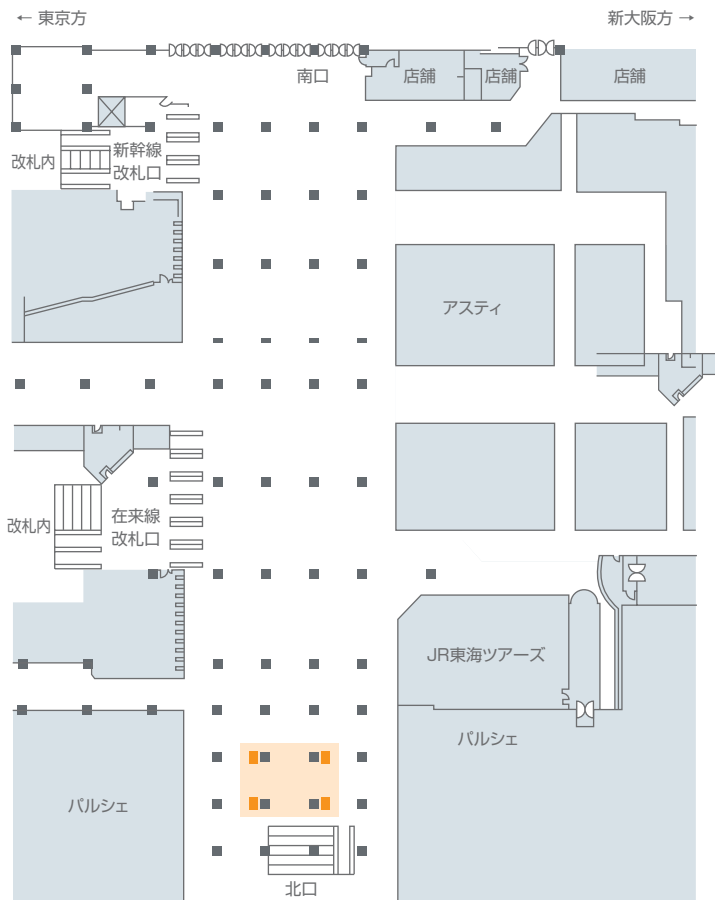 ← 東京方
新大阪方 →
南口
店舗
店舗
店舗
改札内
新幹線
改札口
アスティ
改札内
在来線
改札口
JR東海ツアーズ
パルシェ
パルシェ
北口